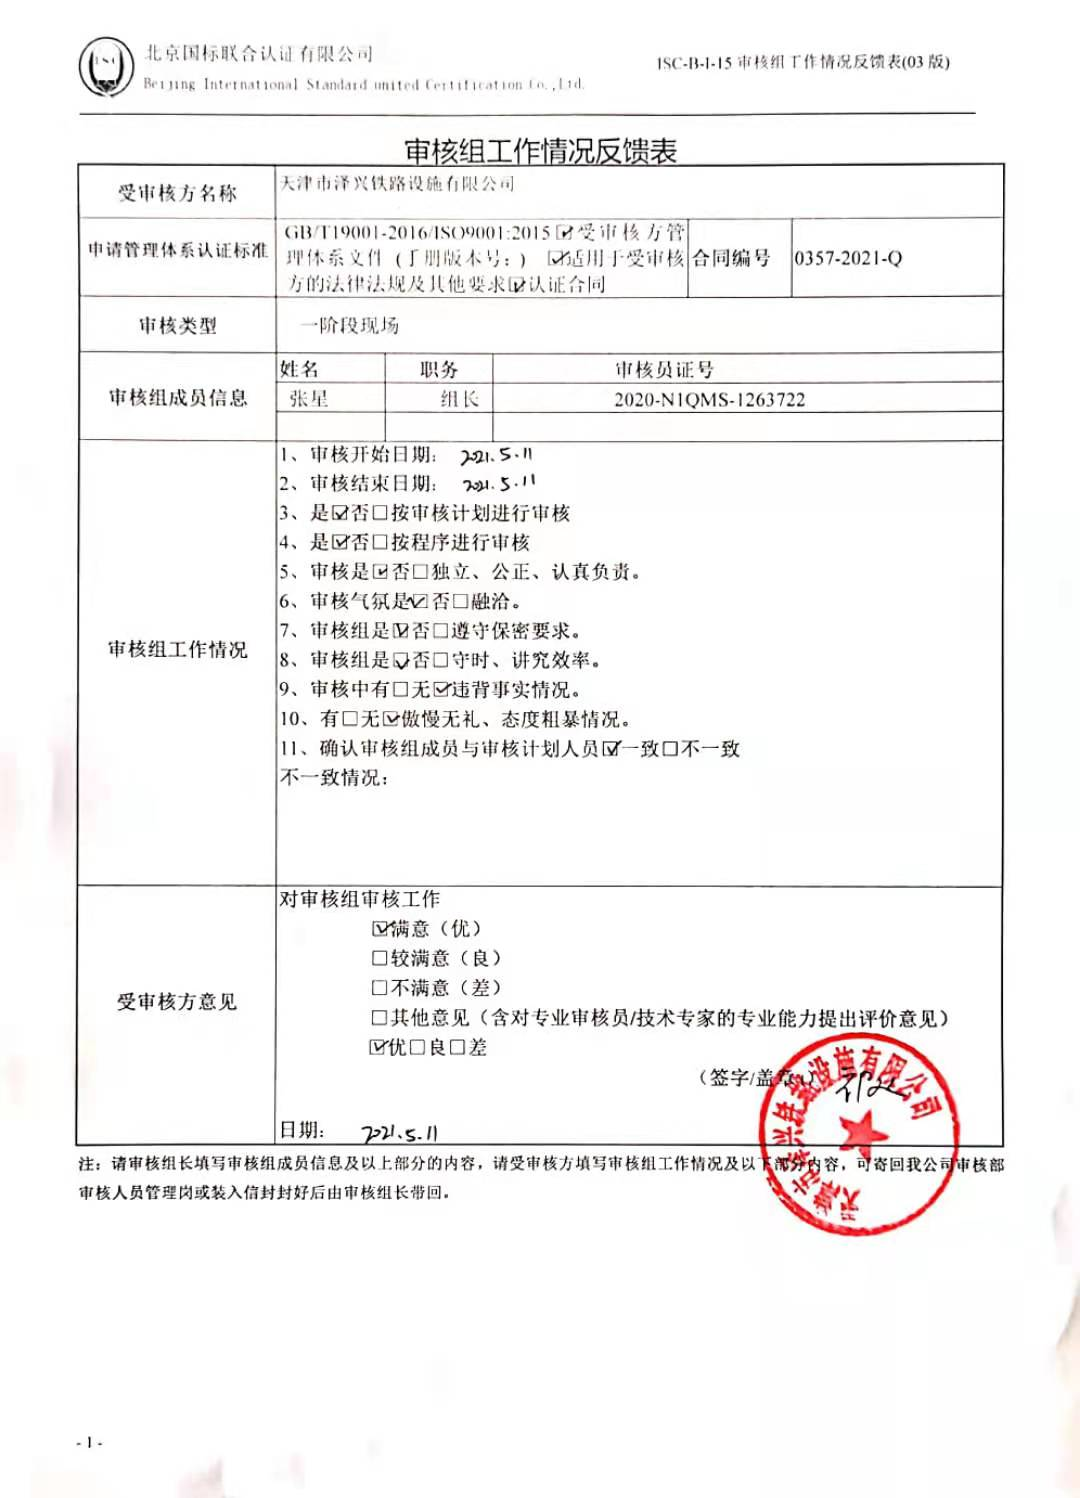 北京国标联合认证有限公司
Beijing International Standard united Certification Co.,Ltd.
ISC-B-I-15 审核组工作情况反馈表(03版)
审核组工作情况反馈表
受审核方名称
天津市泽兴铁路设施有限公司
申请管理体系认证标准
GB/T19001-2016/ISO9001:2015☑受审核方管
理体系文件（手册版本号：）☑适用于受审核
方的法律法规及其他要求☑认证合同
合同编号
0357-2021-Q
审核类型
一阶段现场
审核组成员信息
姓名 职务 审核员证号
张星 组长 2020-N1QMS-1263722
审核组工作情况
1、审核开始日期：2021.5.11
2、审核结束日期：2021.5.11
3、是☑否□按审核计划进行审核
4、是☑否□按程序进行审核
5、审核是☑否□独立、公正、认真负责。
6、审核气氛是☑否□融洽。
7、审核组是☑否□遵守保密要求。
8、审核组是☑否□守时、讲究效率。
9、审核中有□无☑违背事实情况。
10、有□无☑傲慢无礼、态度粗暴情况。
11、确认审核组成员与审核计划人员☑一致□不一致
不一致情况：
受审核方意见
对审核组审核工作
☑满意（优）
□较满意（良）
□不满意（差）
□其他意见（含对专业审核员/技术专家的专业能力提出评价意见）
☑优□良□差
（签字/盖章）
天津市泽兴铁路设施有限公司
日期：2021.5.11
注：请审核组长填写审核组成员信息及以上部分的内容，请受审核方填写审核组工作情况及以下部分内容，可寄回我公司审核部
审核人员管理岗或装入信封封好后由审核组长带回。
- 1 -